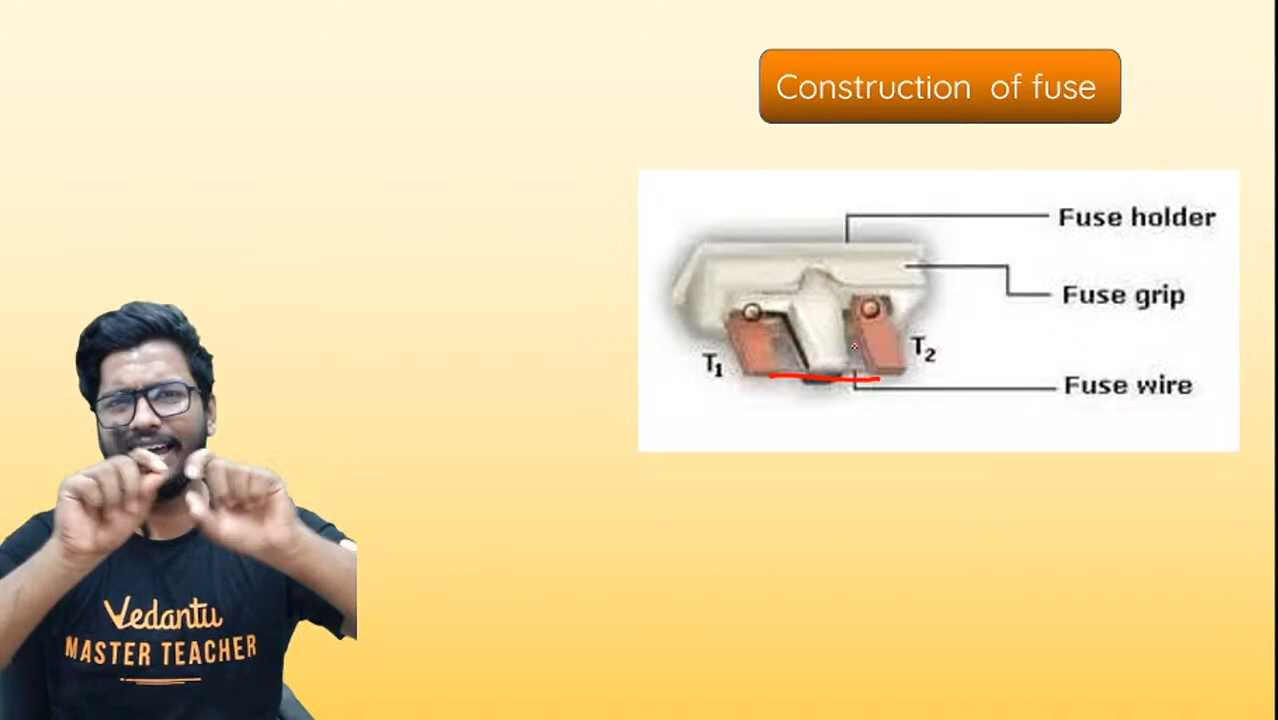 Construction of fuse
Fuse holder
Fuse grip
T1
T2
Fuse wire
Vedantu
MASTER TEACHER